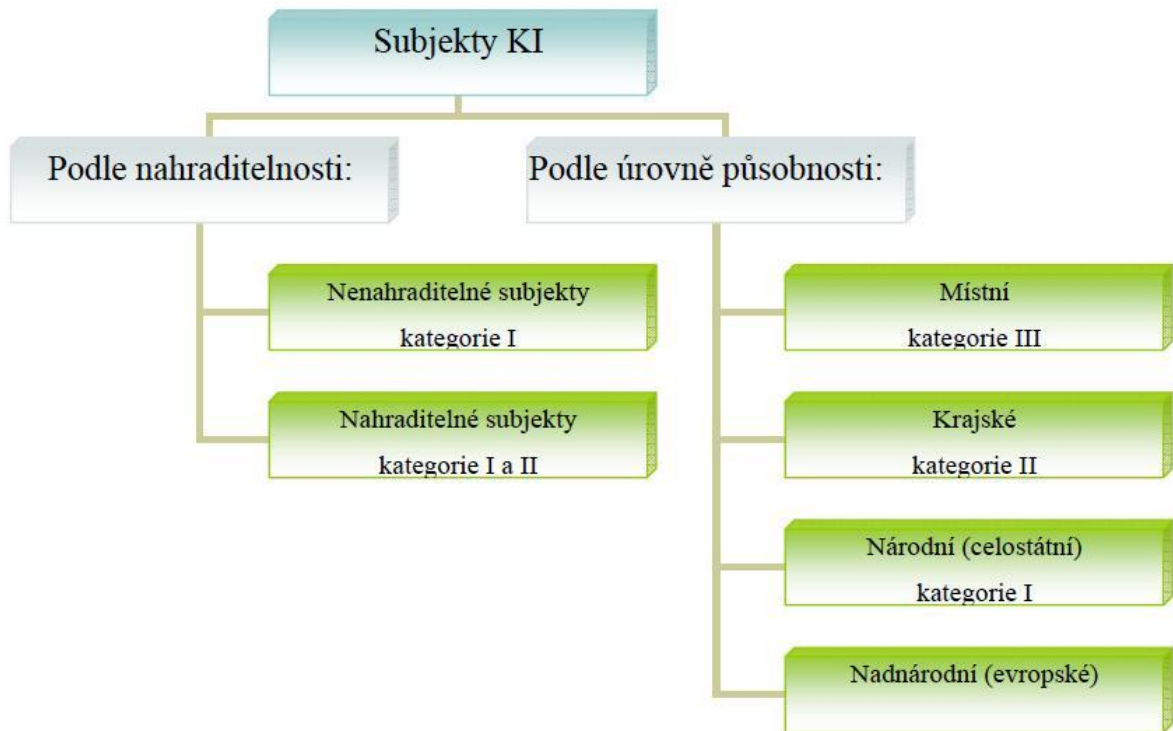 Subjekty KI
Podle nahraditelnosti:
Podle úrovně působnosti:
Nenahraditelné subjekty
kategorie I
Nahraditelné subjekty
kategorie I a II
Místní
kategorie III
Krajské
kategorie II
Národní (celostátní)
kategorie I
Nadnárodní (evropské)